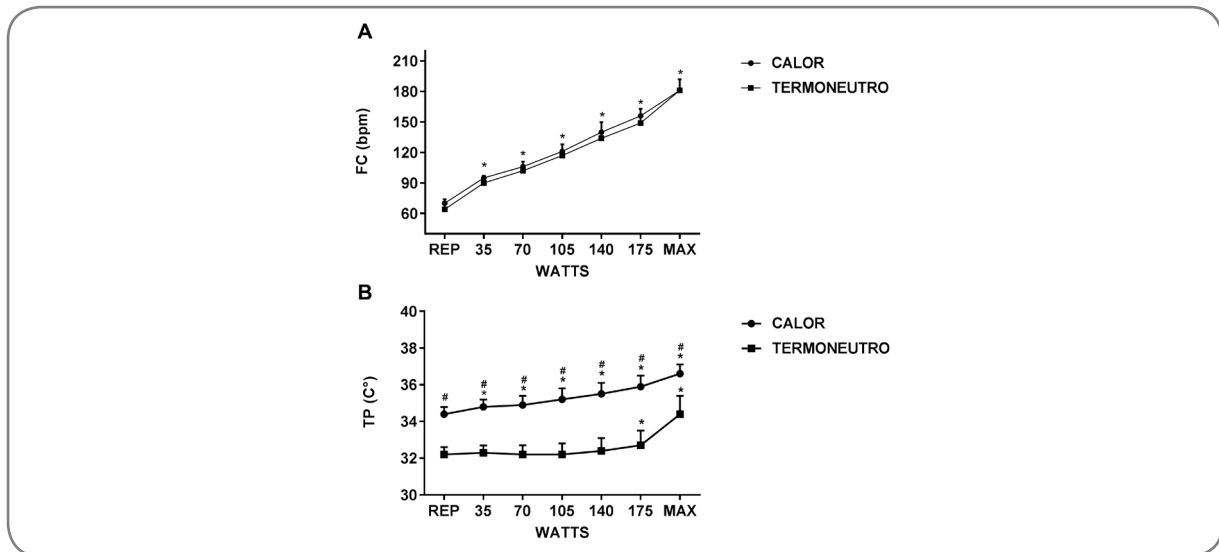 A
210
180
150
120
90
60
FC (bpm)
* * * * * *
REP 35 70 105 140 175 MAX
WATTS
CALOR
TERMONEUTRO
B
40
38
36
34
32
30
TP (C°)
# # # # # # #
* * * * * *
* *
REP 35 70 105 140 175 MAX
WATTS
CALOR
TERMONEUTRO